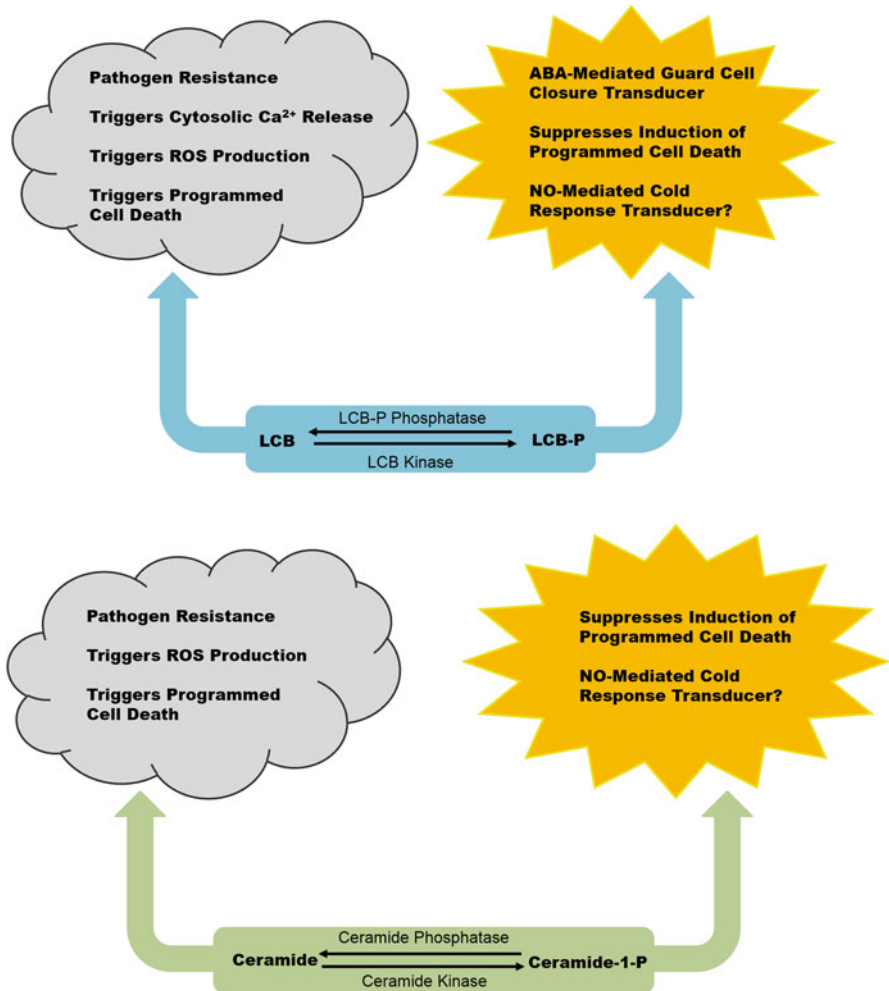 Pathogen Resistance
Triggers Cytosolic Ca²⁺ Release
Triggers ROS Production
Triggers Programmed
Cell Death
ABA-Mediated Guard Cell
Closure Transducer
Suppresses Induction of
Programmed Cell Death
NO-Mediated Cold
Response Transducer?
LCB-P Phosphatase
LCB
LCB-P
LCB Kinase
Pathogen Resistance
Triggers ROS Production
Triggers Programmed
Cell Death
Suppresses Induction of
Programmed Cell Death
NO-Mediated Cold
Response Transducer?
Ceramide Phosphatase
Ceramide
Ceramide-1-P
Ceramide Kinase